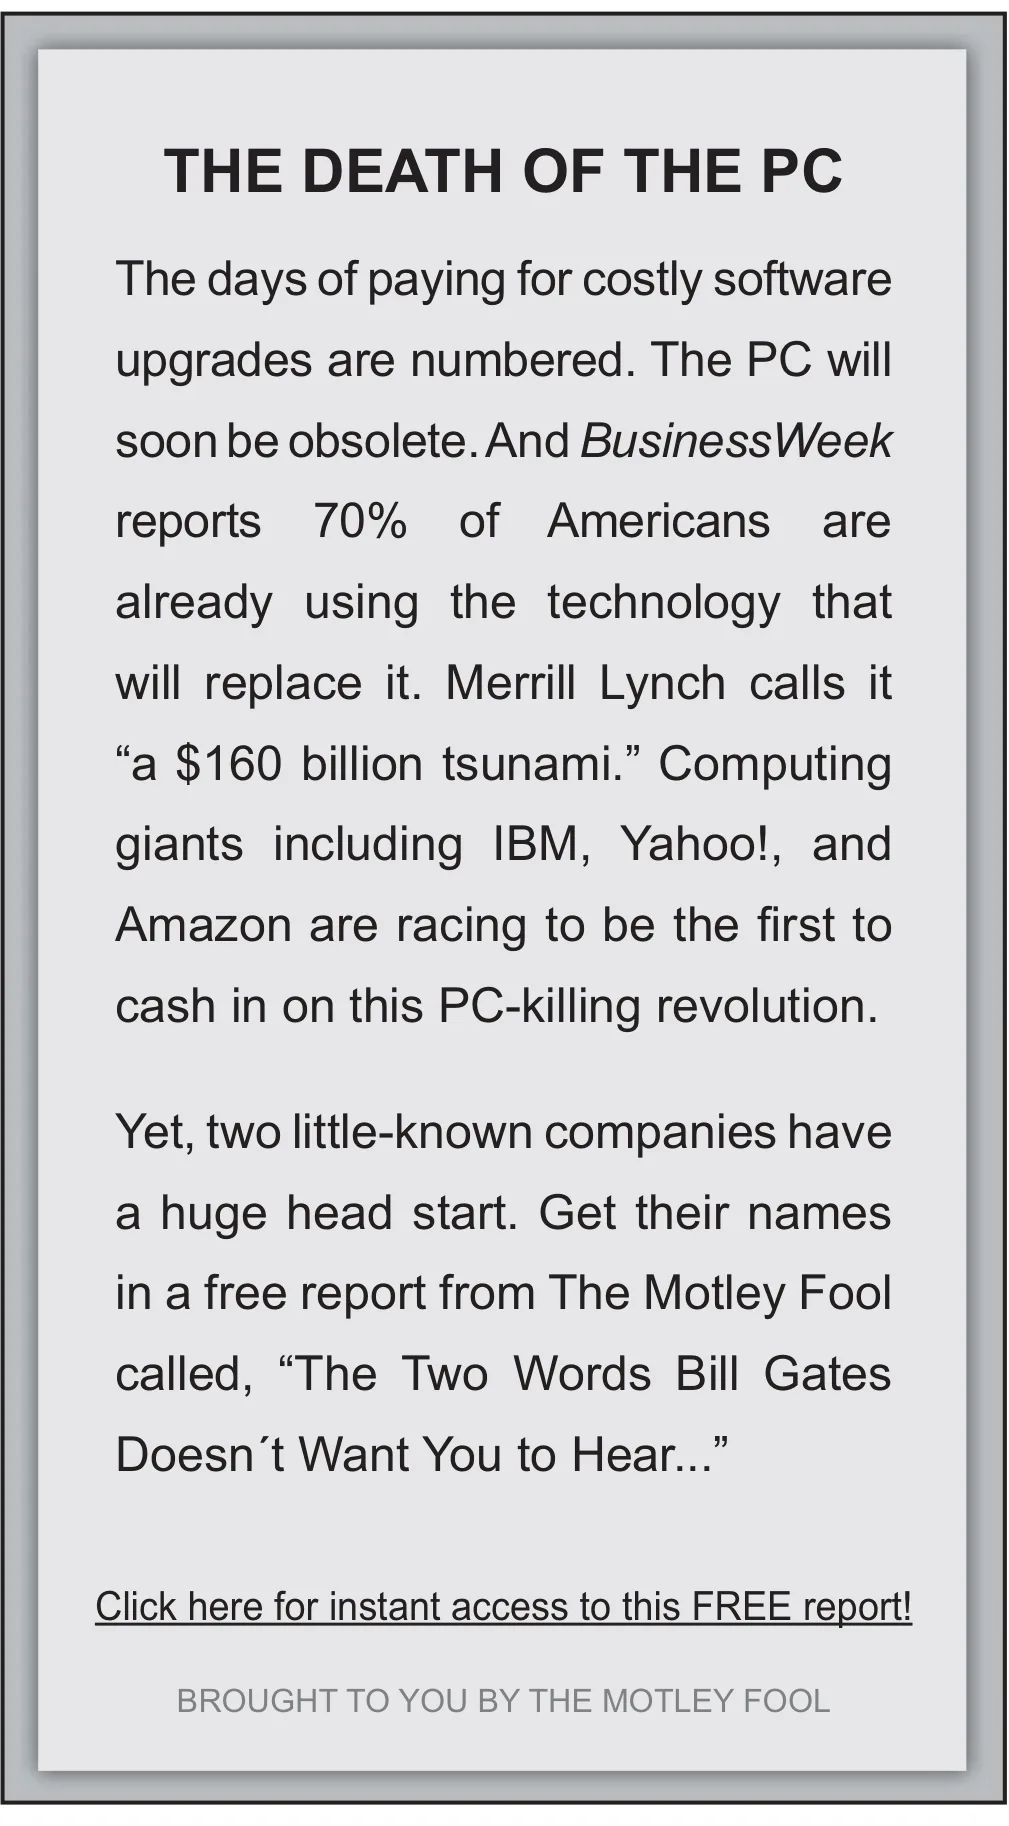 THE DEATH OF THE PC
The days of paying for costly software
upgrades are numbered. The PC will
soon be obsolete. And BusinessWeek
reports 70% of Americans are
already using the technology that
will replace it. Merrill Lynch calls it
“a $160 billion tsunami.” Computing
giants including IBM, Yahoo!, and
Amazon are racing to be the first to
cash in on this PC-killing revolution.
Yet, two little-known companies have
a huge head start. Get their names
in a free report from The Motley Fool
called, “The Two Words Bill Gates
Doesn´t Want You to Hear...”
Click here for instant access to this FREE report!
BROUGHT TO YOU BY THE MOTLEY FOOL